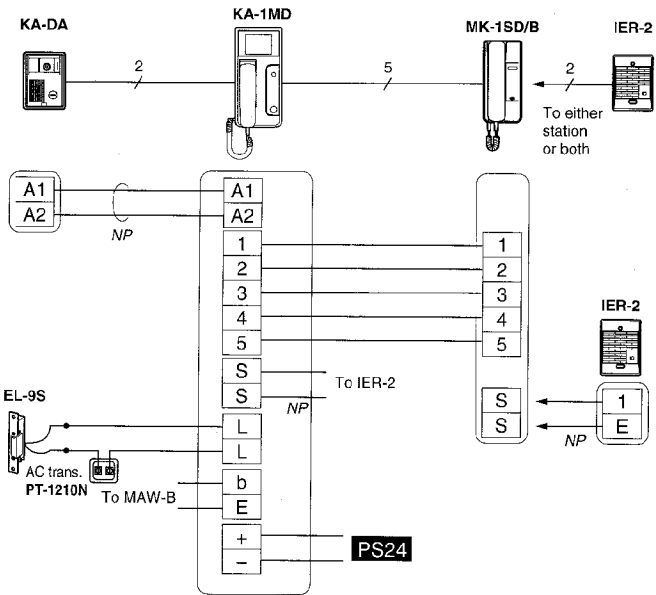 KA-DA
KA-1MD
MK-1SD/B
IER-2
2
5
2
To either
station
or both
A1
A2
NP
A1
A2
1
2
3
4
5
S
S
To IER-2
NP
L
L
b
E
+
–
1
2
3
4
5
S
S
IER-2
1
E
NP
EL-9S
AC trans.
PT-1210N
To MAW-B
PS24